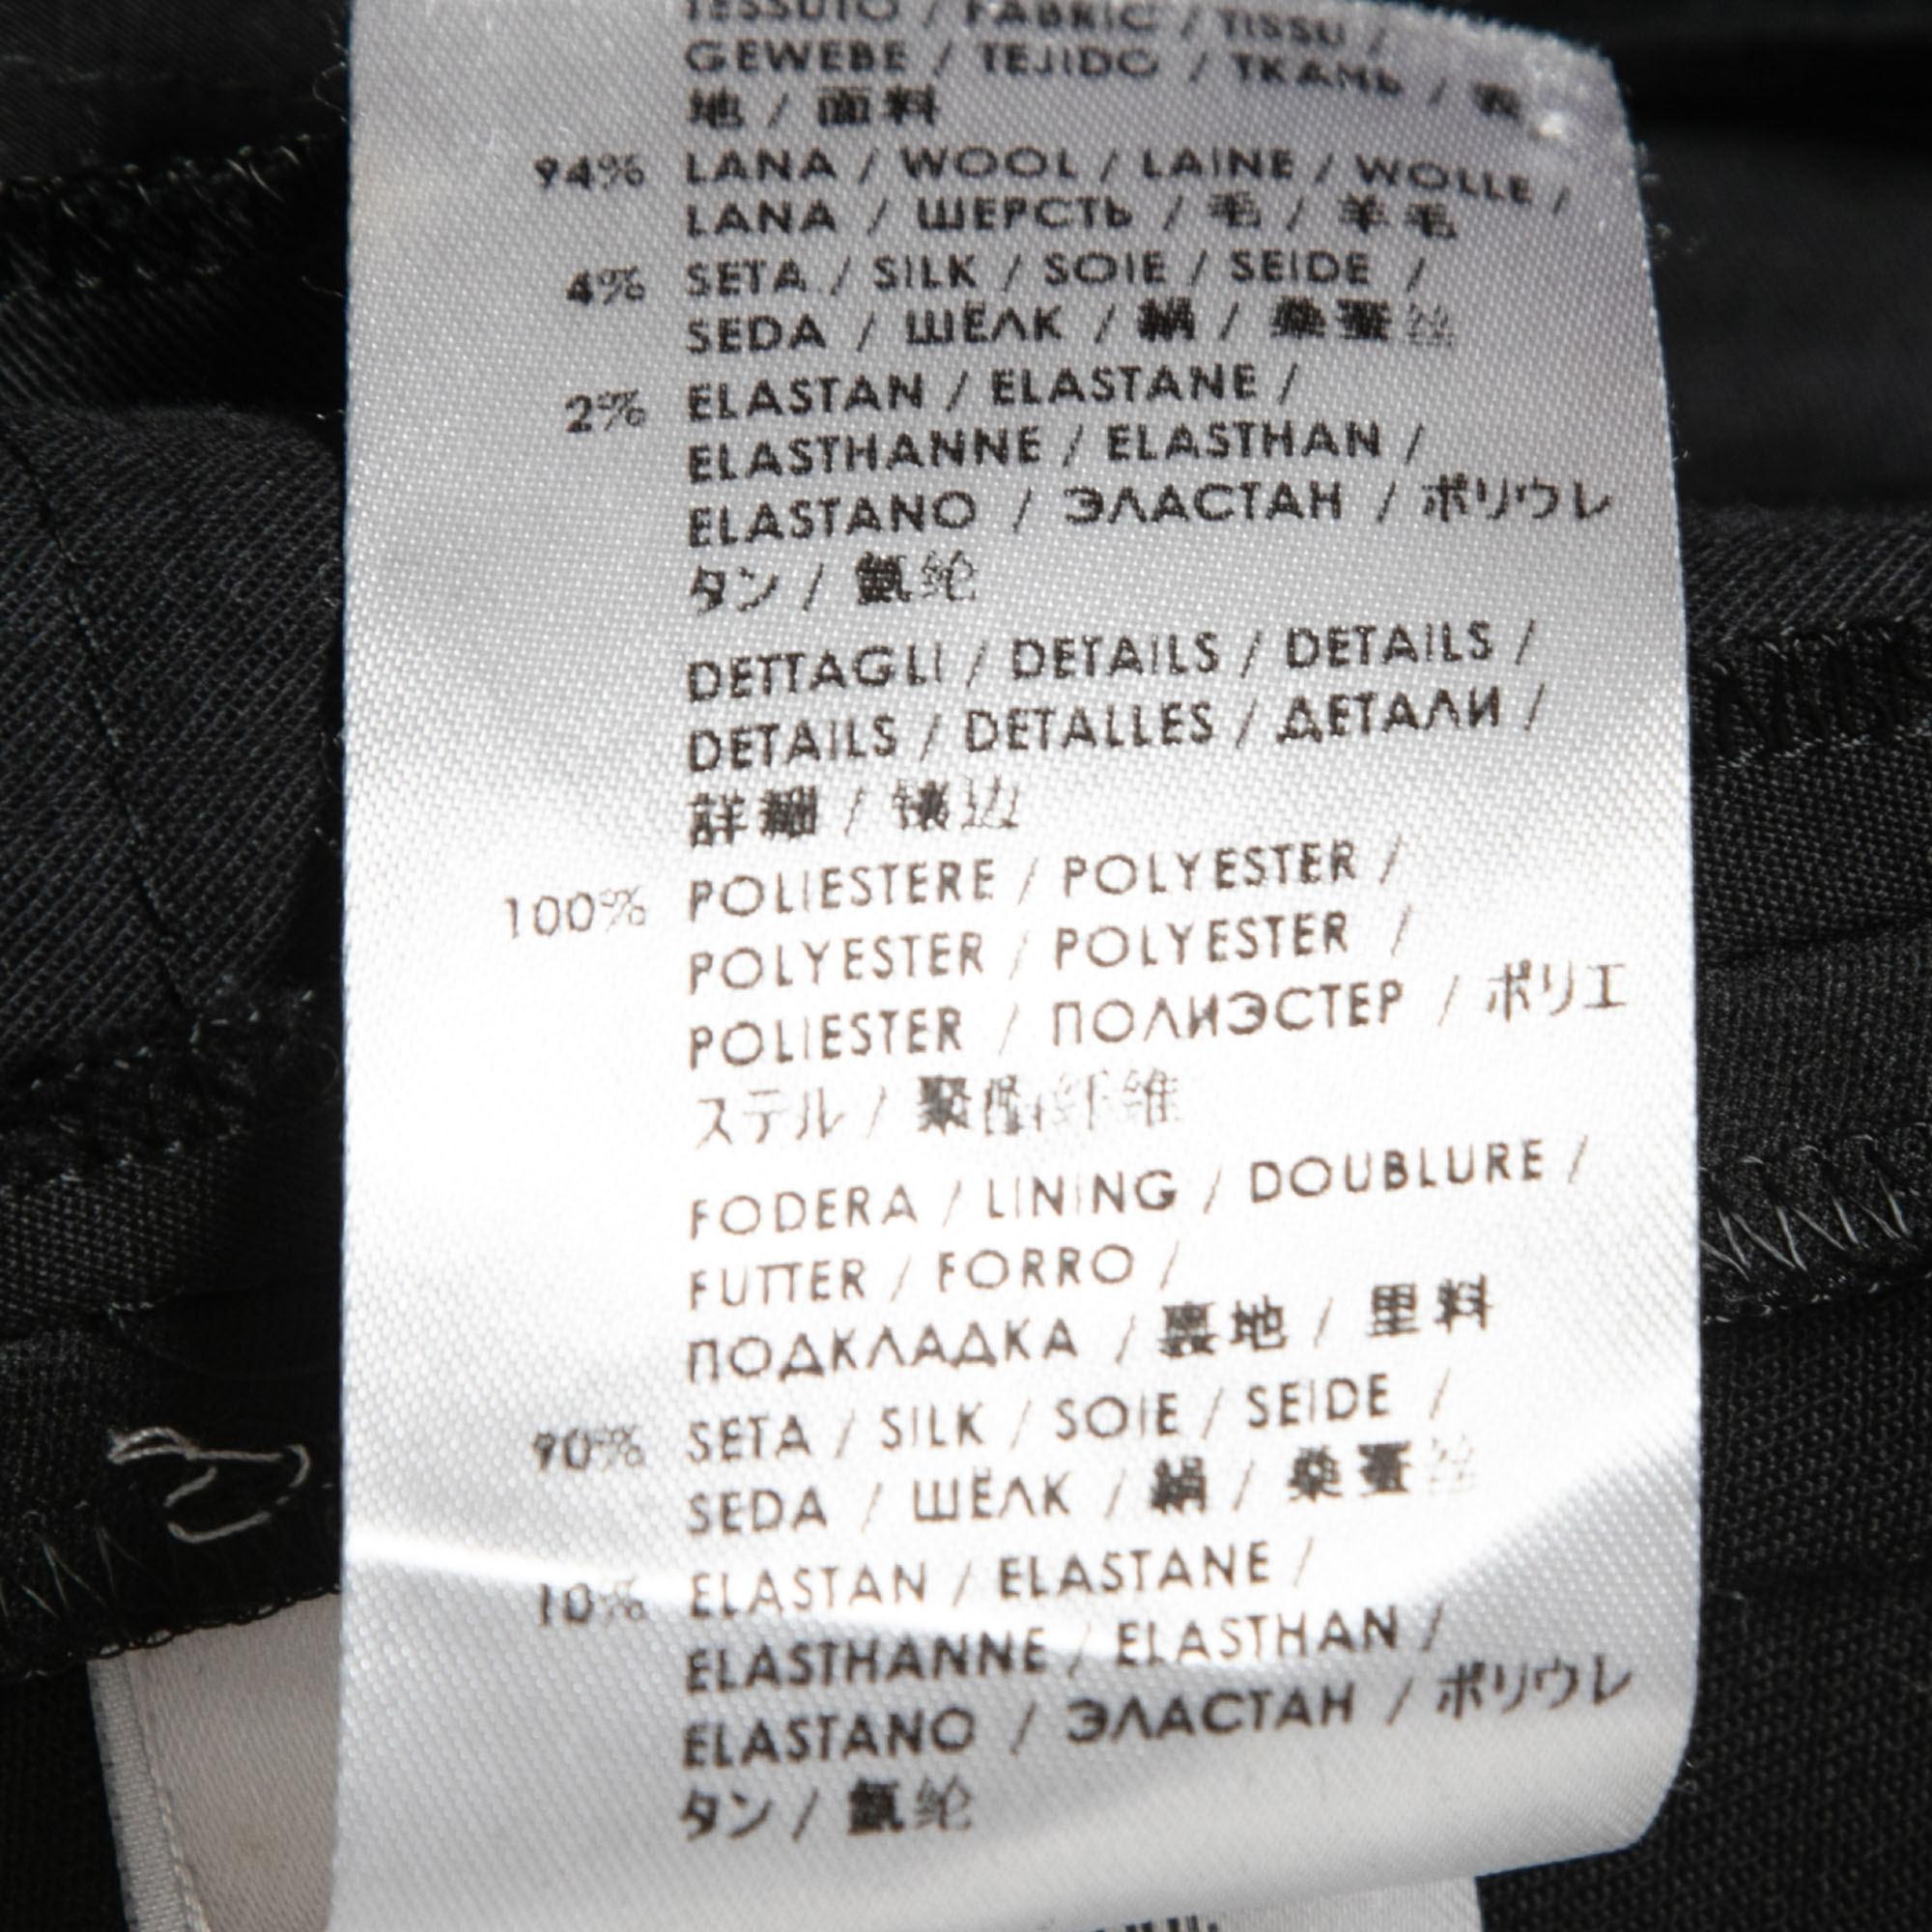 TESSUTO / FABRIC / TISSU /
GEWEBE / TEJIDO / ТКАНЬ / 表
地 / 面料
94% LANA / WOOL / LAINE / WOLLE /
LANA / ШЕРСТЬ / 毛 / 羊毛
4% SETA / SILK / SOIE / SEIDE /
SEDA / ШЁЛК / 絹 / 桑蚕丝
2% ELASTAN / ELASTANE /
ELASTHANNE / ELASTHAN /
ELASTANO / ЭЛАСТАН / ポリウレ
タン / 氨纶
DETTAGLI / DETAILS / DETAILS /
DETAILS / DETALLES / ДЕТАЛИ /
詳細 / 镶边
100% POLIESTERE / POLYESTER /
POLYESTER / POLYESTER /
POLIESTER / ПОЛИЭСТЕР / ポリエ
ステル / 聚酯纤维
FODERA / LINING / DOUBLURE /
FUTTER / FORRO /
ПОДКЛАДКА / 裏地 / 里料
90% SETA / SILK / SOIE / SEIDE /
SEDA / ШЁЛК / 絹 / 桑蚕丝
10% ELASTAN / ELASTANE /
ELASTHANNE / ELASTHAN /
ELASTANO / ЭЛАСТАН / ポリウレ
タン / 氨纶